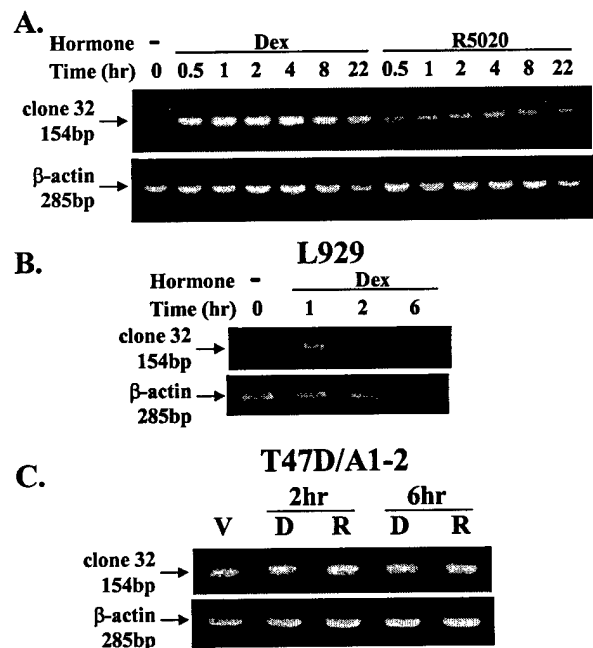 A.
Hormone - Dex R5020
Time (hr) 0 0.5 1 2 4 8 22 0.5 1 2 4 8 22
clone 32
154bp
β-actin
285bp
L929
B.
Hormone - Dex
Time (hr) 0 1 2 6
clone 32
154bp
β-actin
285bp
T47D/A1-2
C.
2hr 6hr
V D R D R
clone 32
154bp
β-actin
285bp